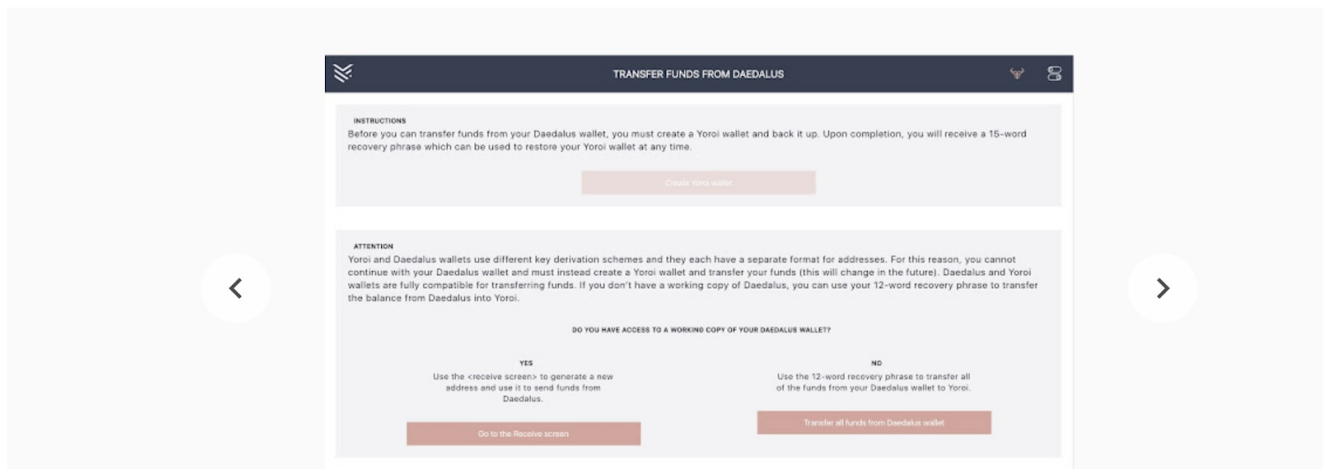 TRANSFER FUNDS FROM DAEDALUS
INSTRUCTIONS
Before you can transfer funds from your Daedalus wallet, you must create a Yoroi wallet and back it up. Upon completion, you will receive a 15-word
recovery phrase which can be used to restore your Yoroi wallet at any time.
Create Yoroi wallet
ATTENTION
Yoroi and Daedalus wallets use different key derivation schemes and they each have a separate format for addresses. For this reason, you cannot
continue with your Daedalus wallet and must instead create a Yoroi wallet and transfer your funds (this will change in the future). Daedalus and Yoroi
wallets are fully compatible for transferring funds. If you don't have a working copy of Daedalus, you can use your 12-word recovery phrase to transfer
the balance from Daedalus into Yoroi.
DO YOU HAVE ACCESS TO A WORKING COPY OF YOUR DAEDALUS WALLET?
YES
Use the <receive screen> to generate a new
address and use it to send funds from
Daedalus.
Go to the Receive screen
NO
Use the 12-word recovery phrase to transfer all
of the funds from your Daedalus wallet to Yoroi.
Transfer all funds from Daedalus wallet